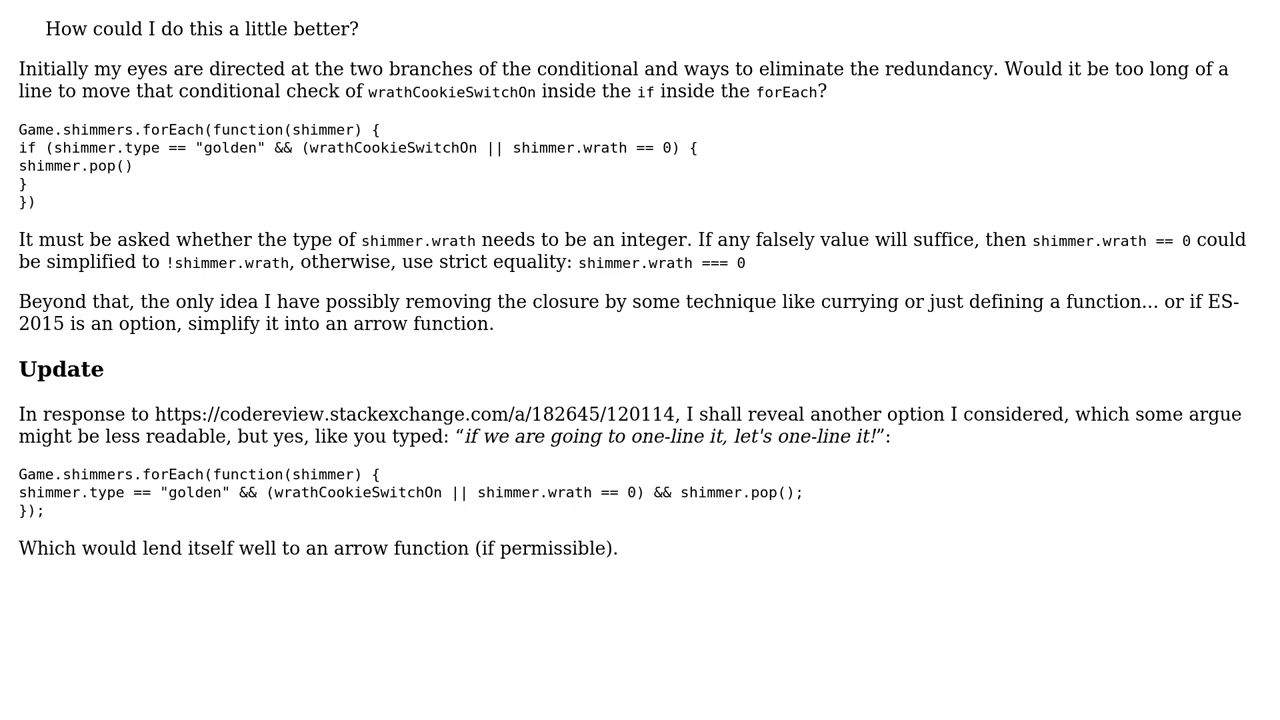 How could I do this a little better?
Initially my eyes are directed at the two branches of the conditional and ways to eliminate the redundancy. Would it be too long of a
line to move that conditional check of wrathCookieSwitchOn inside the if inside the forEach?
Game.shimmers.forEach(function(shimmer) {
if (shimmer.type == "golden" && (wrathCookieSwitchOn || shimmer.wrath == 0) {
shimmer.pop()
}
})
It must be asked whether the type of shimmer.wrath needs to be an integer. If any falsely value will suffice, then shimmer.wrath == 0 could
be simplified to !shimmer.wrath, otherwise, use strict equality: shimmer.wrath === 0
Beyond that, the only idea I have possibly removing the closure by some technique like currying or just defining a function... or if ES-
2015 is an option, simplify it into an arrow function.
Update
In response to https://codereview.stackexchange.com/a/182645/120114, I shall reveal another option I considered, which some argue
might be less readable, but yes, like you typed: “if we are going to one-line it, let's one-line it!”:
Game.shimmers.forEach(function(shimmer) {
shimmer.type == "golden" && (wrathCookieSwitchOn || shimmer.wrath == 0) && shimmer.pop();
});
Which would lend itself well to an arrow function (if permissible).